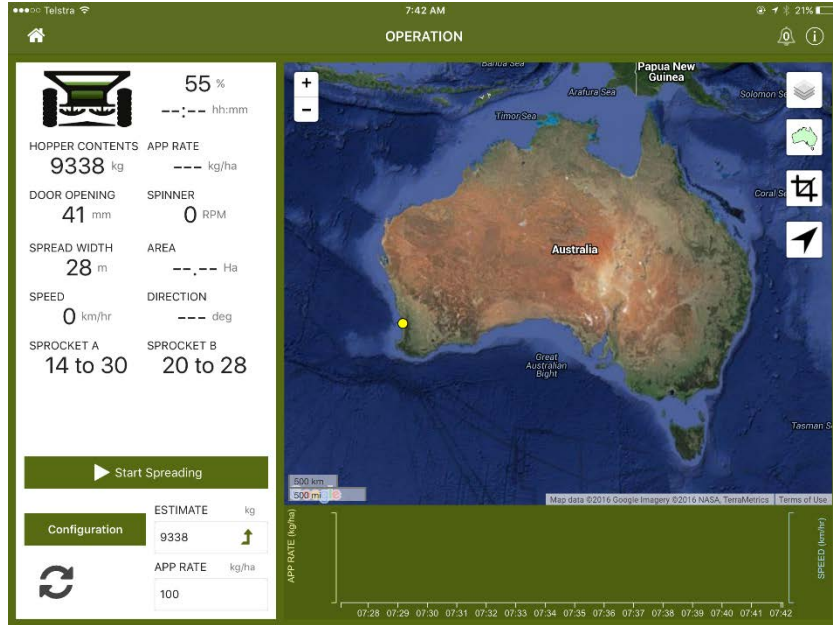 Telstra 7:42 AM 21%
OPERATION 0 i
55 %
--:-- hh:mm
HOPPER CONTENTS APP RATE
9338 kg --- kg/ha
DOOR OPENING SPINNER
41 mm 0 RPM
SPREAD WIDTH AREA
28 m --.-- Ha
SPEED DIRECTION
0 km/hr --- deg
SPROCKET A SPROCKET B
14 to 30 20 to 28
Start Spreading
Configuration
ESTIMATE kg
9338
APP RATE kg/ha
100
+
-
Banda Sea
Papua New
Guinea
Arafura Sea
Solomon Se
Timor Sea
Coral Se
Australia
Great
Australian
Bight
Tasman S
500 km
500 mi
Map data ©2016 Google Imagery ©2016 NASA, TerraMetrics Terms of Use
APP RATE (kg/ha)
SPEED (km/hr)
07:28 07:29 07:30 07:31 07:32 07:33 07:34 07:35 07:36 07:37 07:38 07:39 07:40 07:41 07:42